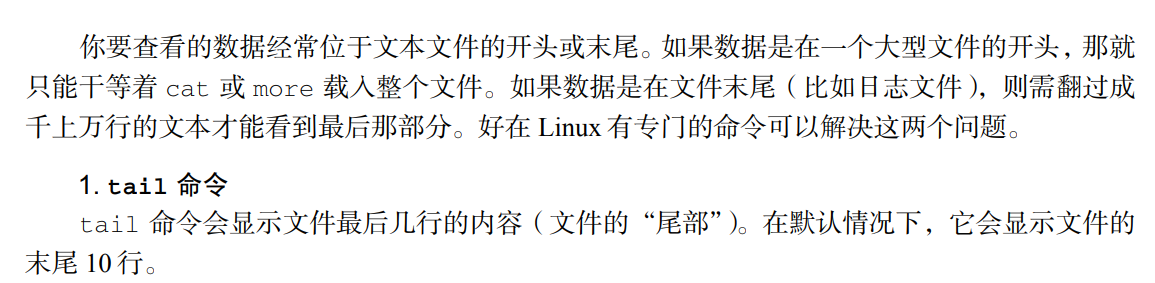 你要查看的数据经常位于文本文件的开头或末尾。如果数据是在一个大型文件的开头，那就
只能干等着 cat 或 more 载入整个文件。如果数据是在文件末尾（比如日志文件），则需翻过成
千上万行的文本才能看到最后那部分。好在 Linux 有专门的命令可以解决这两个问题。
1. tail 命令
tail 命令会显示文件最后几行的内容（文件的“尾部”）。在默认情况下，它会显示文件的
末尾 10 行。